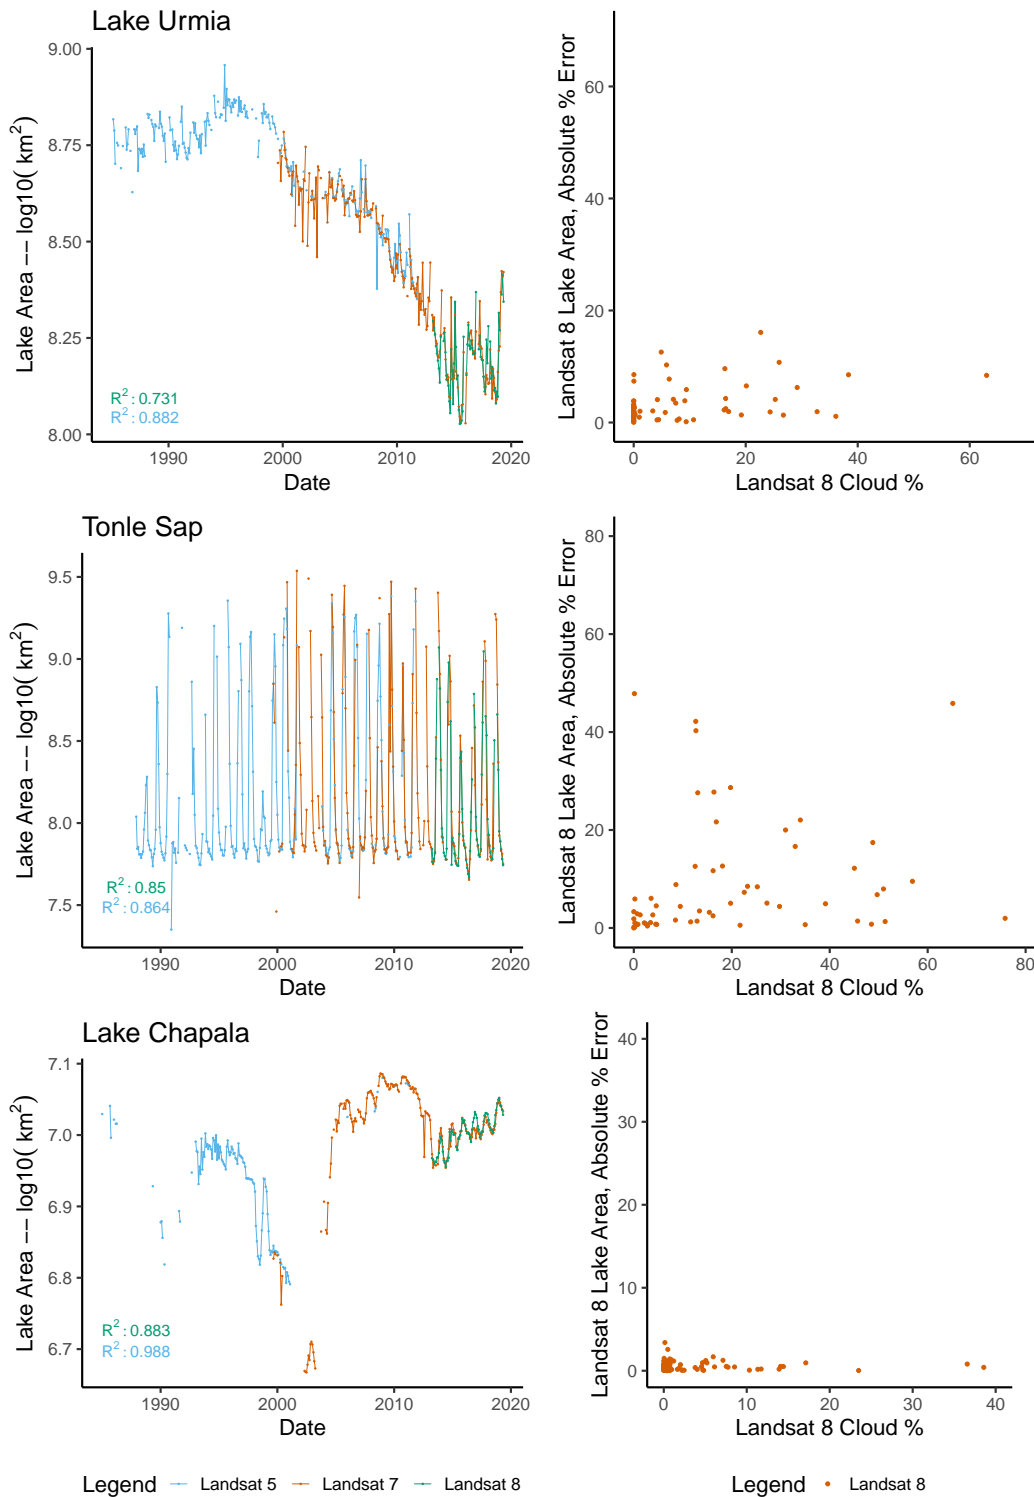 Lake Urmia
Lake Area −− log10( km²)
9.00
8.75
8.50
8.25
8.00
R²: 0.731
R²: 0.882
1990
2000
2010
2020
Date
Landsat 8 Lake Area, Absolute % Error
60
40
20
0
0
20
40
60
Landsat 8 Cloud %
Tonle Sap
Lake Area −− log10( km²)
9.5
9.0
8.5
8.0
7.5
R²: 0.85
R²: 0.864
1990
2000
2010
2020
Date
Landsat 8 Lake Area, Absolute % Error
80
60
40
20
0
0
20
40
60
80
Landsat 8 Cloud %
Lake Chapala
Lake Area −− log10( km²)
7.1
7.0
6.9
6.8
6.7
R²: 0.883
R²: 0.988
1990
2000
2010
2020
Date
Landsat 8 Lake Area, Absolute % Error
40
30
20
10
0
0
10
20
30
40
Landsat 8 Cloud %
Legend Landsat 5 Landsat 7 Landsat 8
Legend Landsat 8